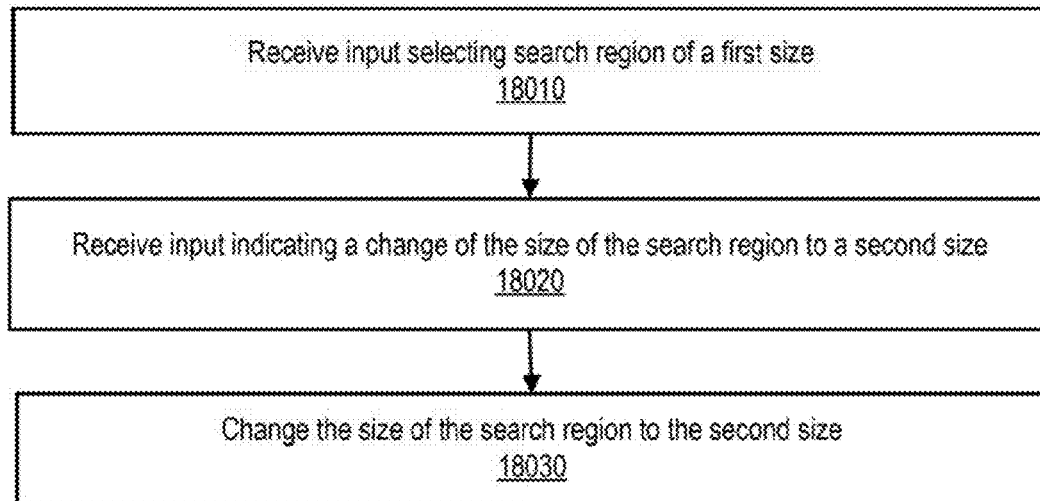 Receive input selecting search region of a first size
18010
Receive input indicating a change of the size of the search region to a second size
18020
Change the size of the search region to the second size
18030